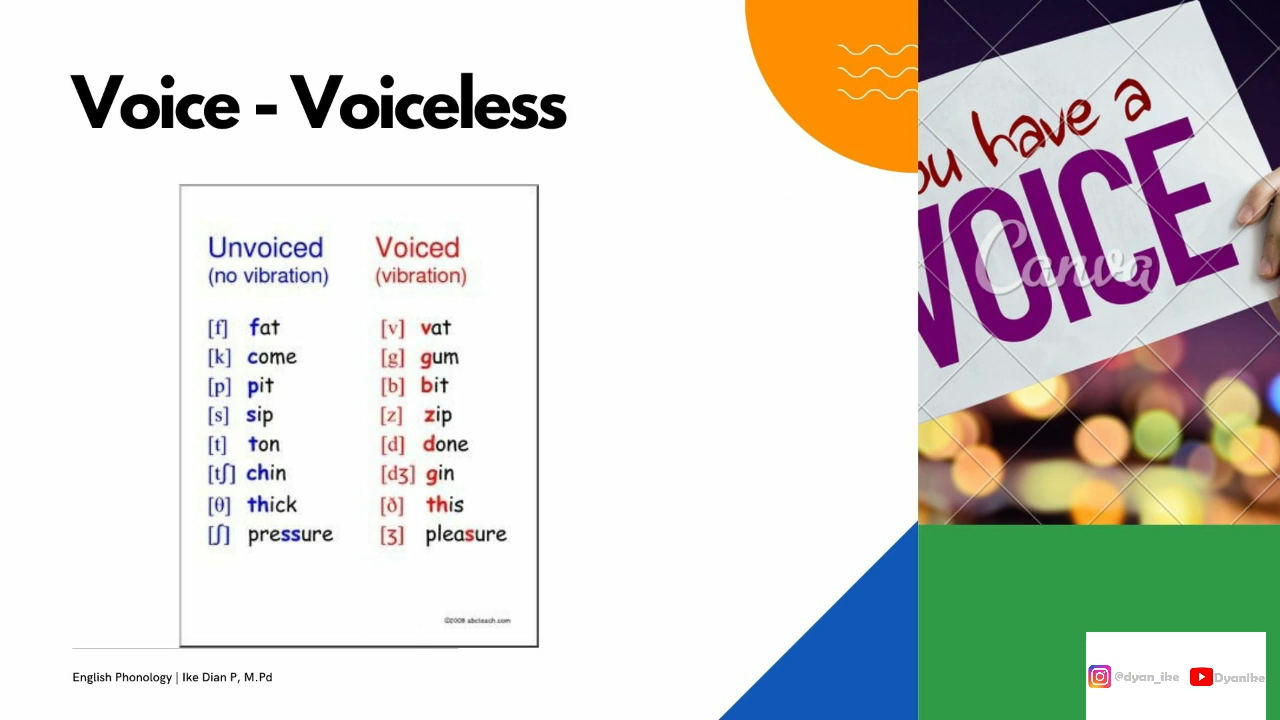 Voice - Voiceless
Unvoiced Voiced
(no vibration) (vibration)
[f] fat [v] vat
[k] come [g] gum
[p] pit [b] bit
[s] sip [z] zip
[t] ton [d] done
[tʃ] chin [dʒ] gin
[θ] thick [ð] this
[ʃ] pressure [ʒ] pleasure
©2008 abcteach.com
English Phonology | Ike Dian P, M.Pd
ou have a
VOICE
Canva
@dyan_ike DyanIke